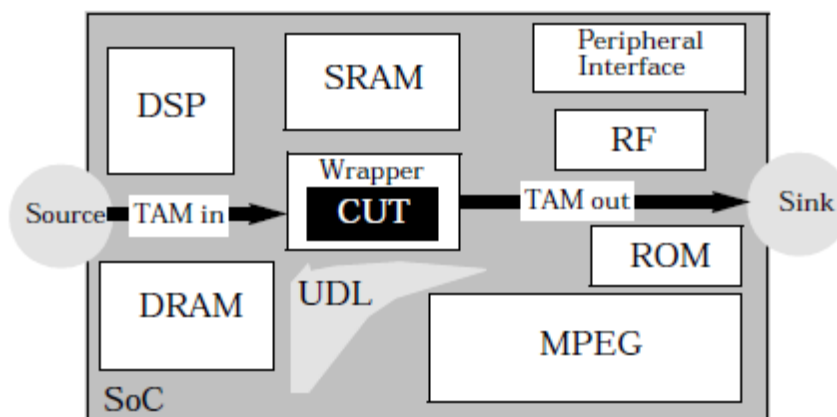 Peripheral
Interface
DSP
SRAM
RF
Wrapper
CUT
Source
TAM in
TAM out
Sink
DRAM
UDL
ROM
MPEG
SoC